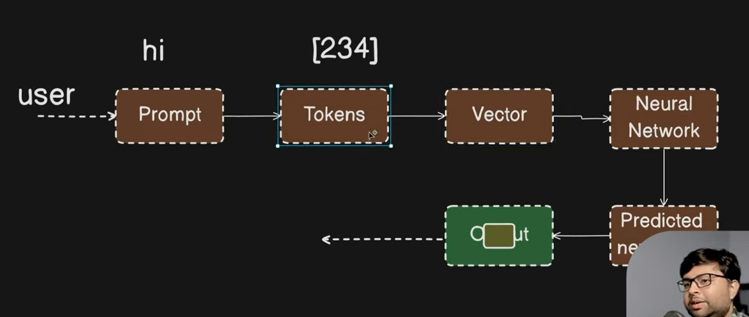 hi
[234]
user
Prompt
Tokens
Vector
Neural
Network
Predicted